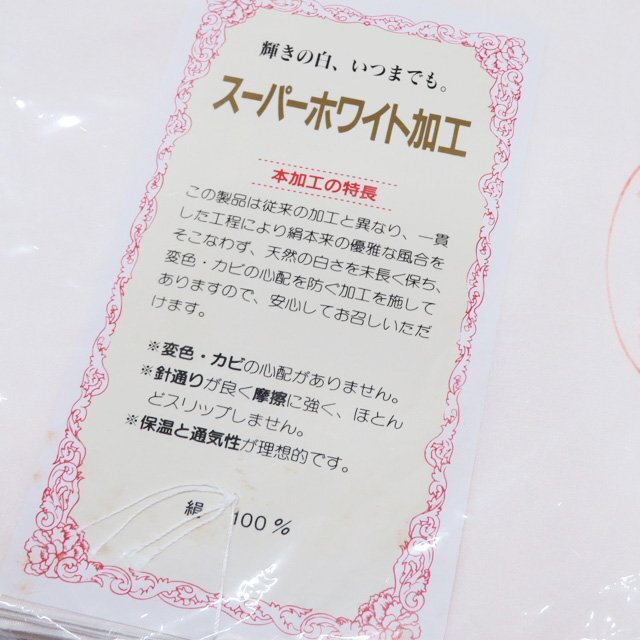 輝きの白、いつまでも。
スーパーホワイト加工
本加工の特長
この製品は従来の加工と異なり、一貫
した工程により絹本来の優雅な風合を
そこなわず、天然の白さを末長く保ち、
変色・カビの心配を防ぐ加工を施して
ありますので、安心してお召しいただ
けます。
※変色・カビの心配がありません。
※針通りが良く摩擦に強く、ほとん
どスリップしません。
※保温と通気性が理想的です。
絹 100%